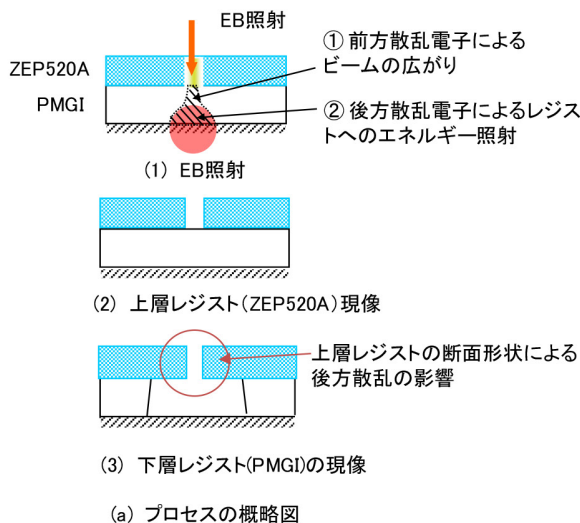 EB照射
① 前方散乱電子による
ビームの広がり
ZEP520A
PMGI
② 後方散乱電子によるレジス
トへのエネルギー照射
(1) EB照射
(2) 上層レジスト(ZEP520A)現像
上層レジストの断面形状による
後方散乱の影響
(3) 下層レジスト(PMGI)の現像
(a) プロセスの概略図